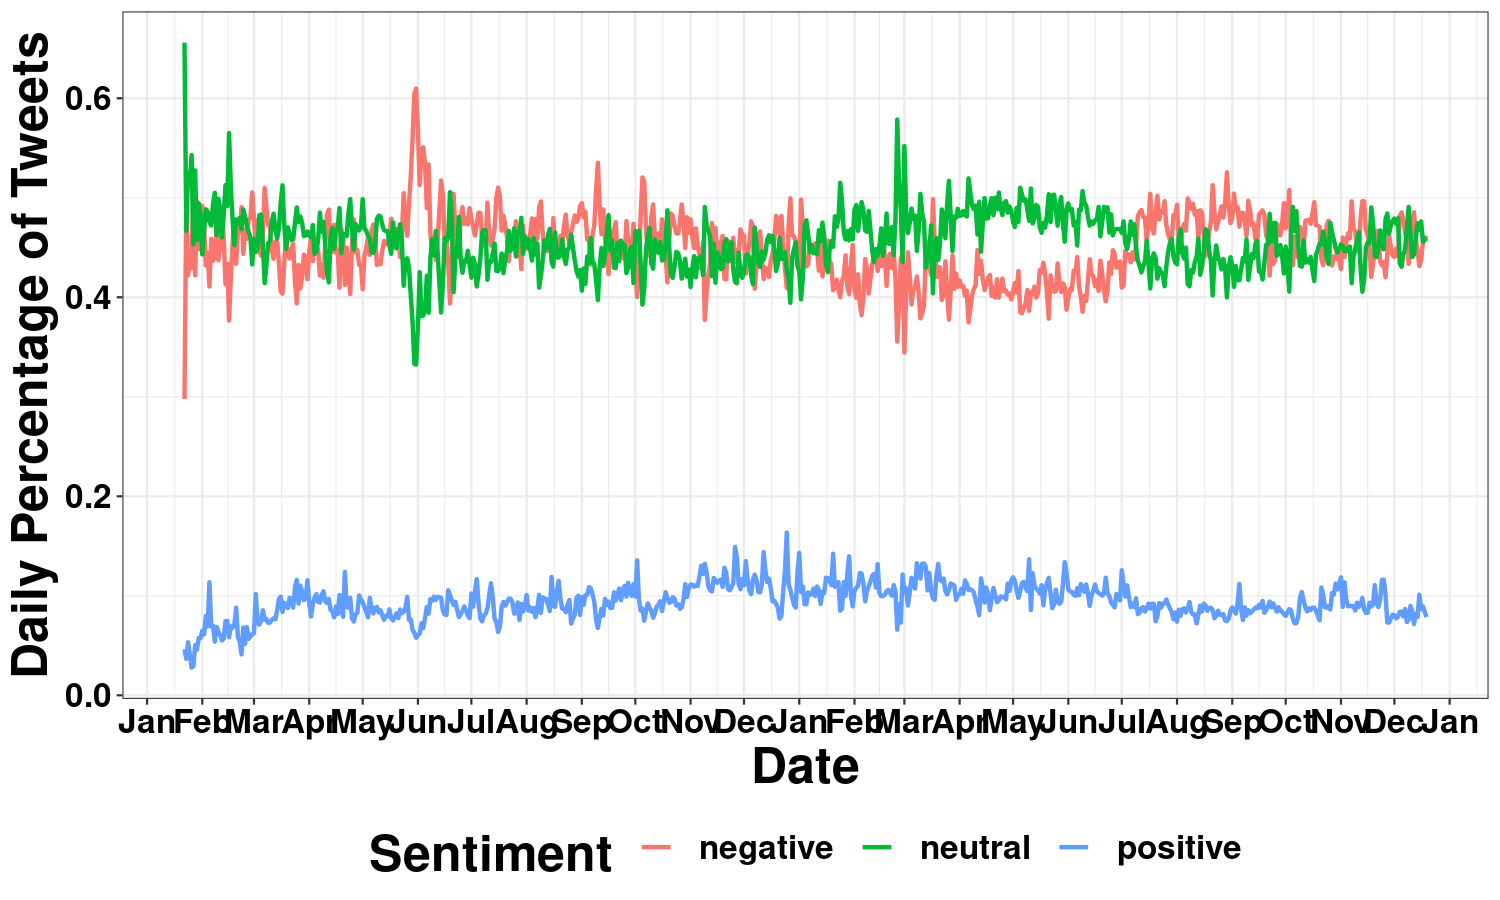 Daily Percentage of Tweets
0.6
0.4
0.2
0.0
Jan Feb Mar Apr May Jun Jul Aug Sep Oct Nov Dec Jan Feb Mar Apr May Jun Jul Aug Sep Oct Nov Dec Jan
Date
Sentiment negative neutral positive